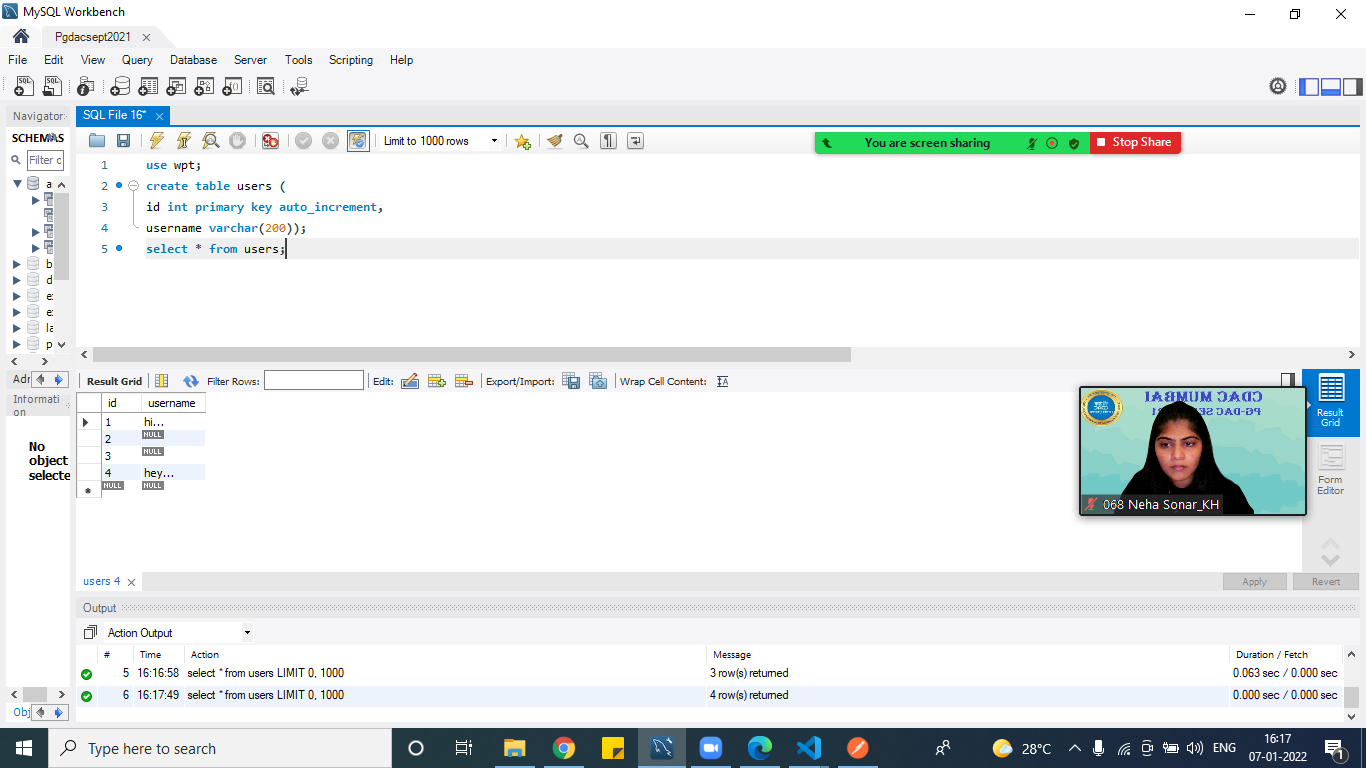 MySQL Workbench
Pgdacsept2021
File Edit View Query Database Server Tools Scripting Help
Navigator
SQL File 16*
SCHEMAS
Limit to 1000 rows
You are screen sharing
Stop Share
1 use wpt;
2 create table users (
3 id int primary key auto_increment,
4 username varchar(200));
5 select * from users;
Result Grid
Filter Rows:
Edit:
Export/Import:
Wrap Cell Content:
Informati
on
No
object
selecte
id username
1 hi...
2 NULL
3 NULL
4 hey...
NULL NULL
CDAC MUMBAI
068 Neha Sonar_KH
Result
Grid
Form
Editor
users 4
Apply
Revert
Output
Action Output
# Time Action Message Duration / Fetch
5 16:16:58 select * from users LIMIT 0, 1000 3 row(s) returned 0.063 sec / 0.000 sec
6 16:17:49 select * from users LIMIT 0, 1000 4 row(s) returned 0.000 sec / 0.000 sec
Obj
Type here to search
28°C
ENG
16:17
07-01-2022
1